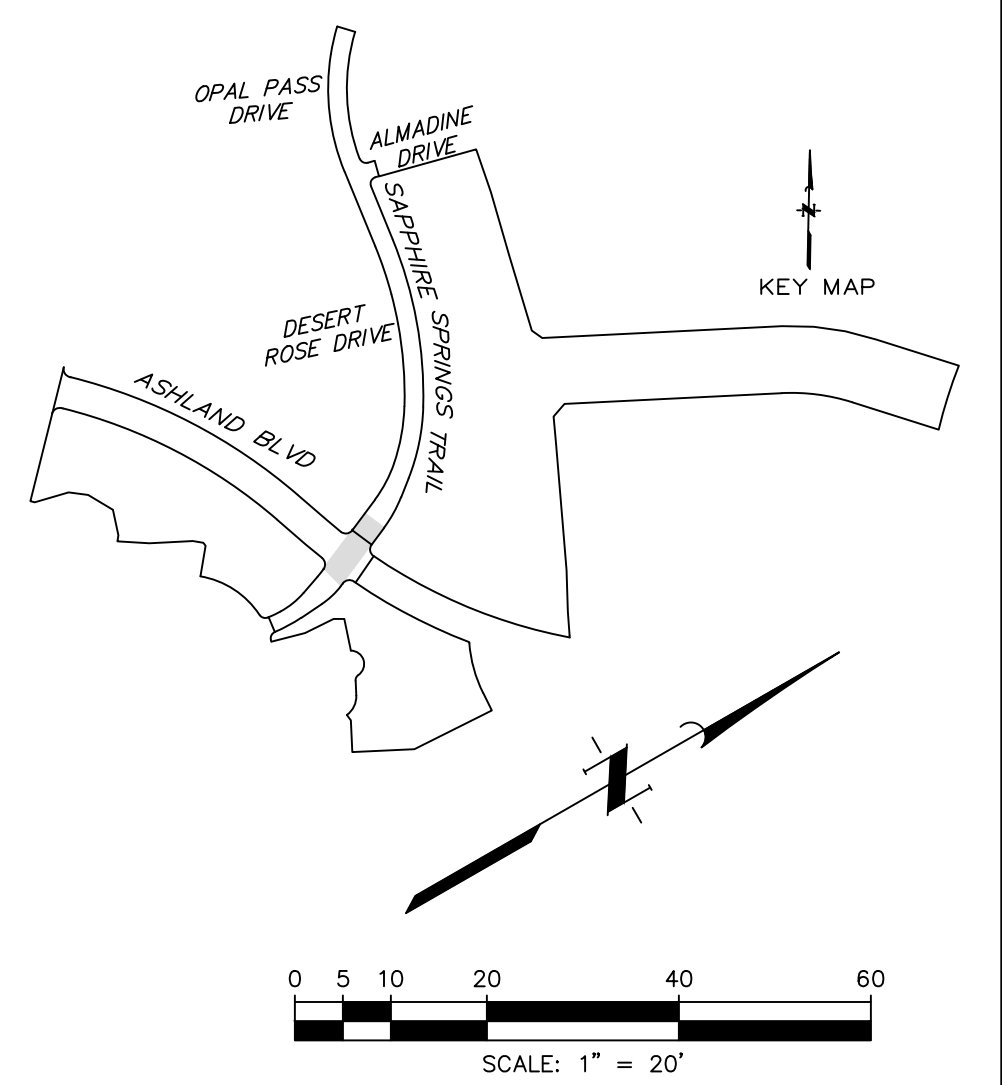 OPAL PASS
DRIVE
ALMADINE
DRIVE
SAPPHIRE SPRINGS TRAIL
N
KEY MAP
DESERT
ROSE DRIVE
ASHLAND BLVD
N
0 5 10 20 40 60
SCALE: 1" = 20'